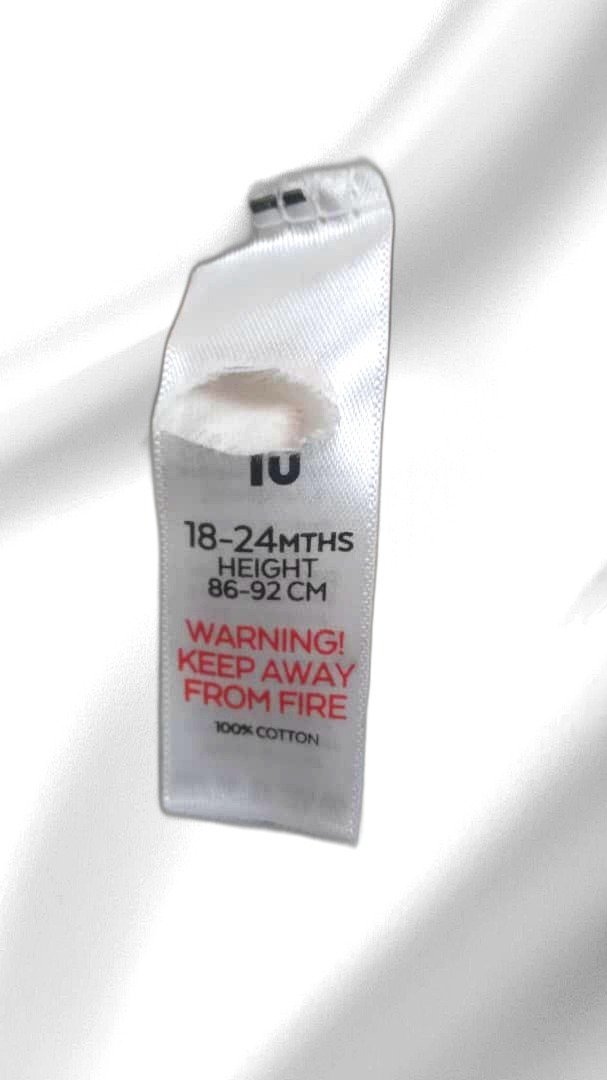 18-24MTHS
HEIGHT
86-92 CM
WARNING!
KEEP AWAY
FROM FIRE
100% COTTON